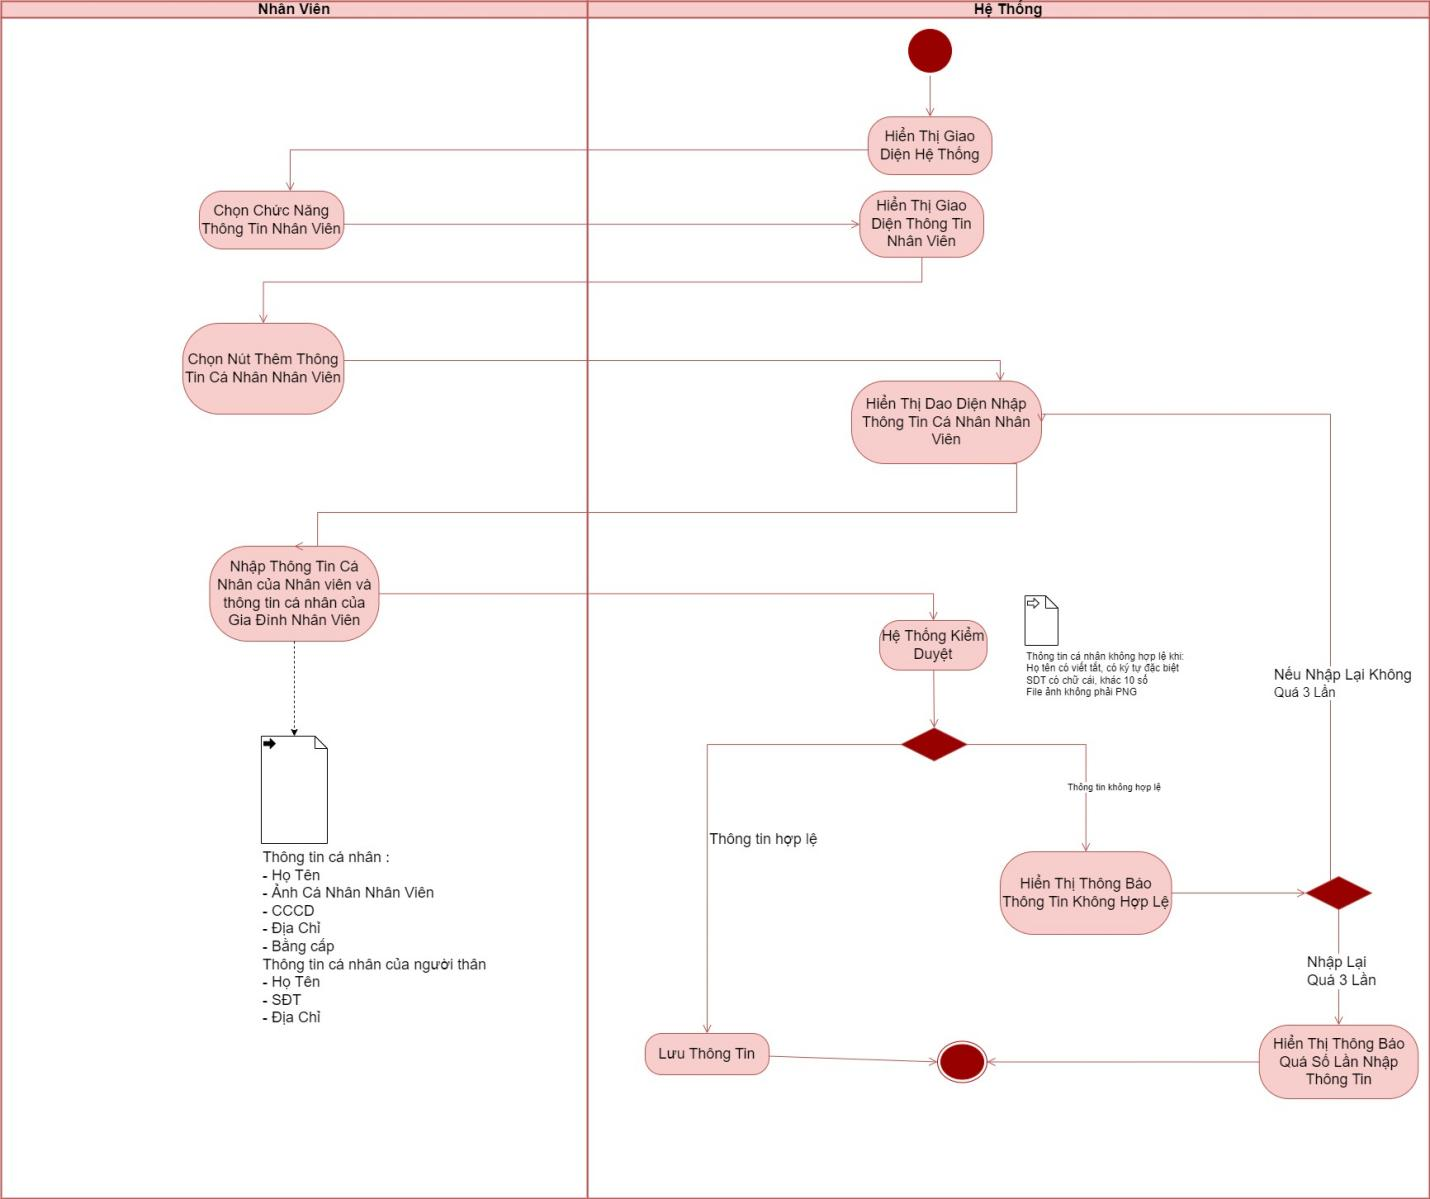 Nhân Viên
Hệ Thống
Hiển Thị Giao
Diện Hệ Thống
Chọn Chức Năng
Thông Tin Nhân Viên
Hiển Thị Giao
Diện Thông Tin
Nhân Viên
Chọn Nút Thêm Thông
Tin Cá Nhân Nhân Viên
Hiển Thị Dao Diện Nhập
Thông Tin Cá Nhân Nhân
Viên
Nhập Thông Tin Cá
Nhân của Nhân viên và
thông tin cá nhân của
Gia Đình Nhân Viên
Hệ Thống Kiểm
Duyệt
Thông tin cá nhân không hợp lệ khi:
Họ tên có viết tắt, có ký tự đặc biệt
SDT có chữ cái, khác 10 số
File ảnh không phải PNG
Nếu Nhập Lại Không
Quá 3 Lần
Thông tin không hợp lệ
Thông tin hợp lệ
Thông tin cá nhân :
- Họ Tên
- Ảnh Cá Nhân Nhân Viên
- CCCD
- Địa Chỉ
- Bằng cấp
Thông tin cá nhân của người thân
- Họ Tên
- SĐT
- Địa Chỉ
Hiển Thị Thông Báo
Thông Tin Không Hợp Lệ
Nhập Lại
Quá 3 Lần
Lưu Thông Tin
Hiển Thị Thông Báo
Quá Số Lần Nhập
Thông Tin